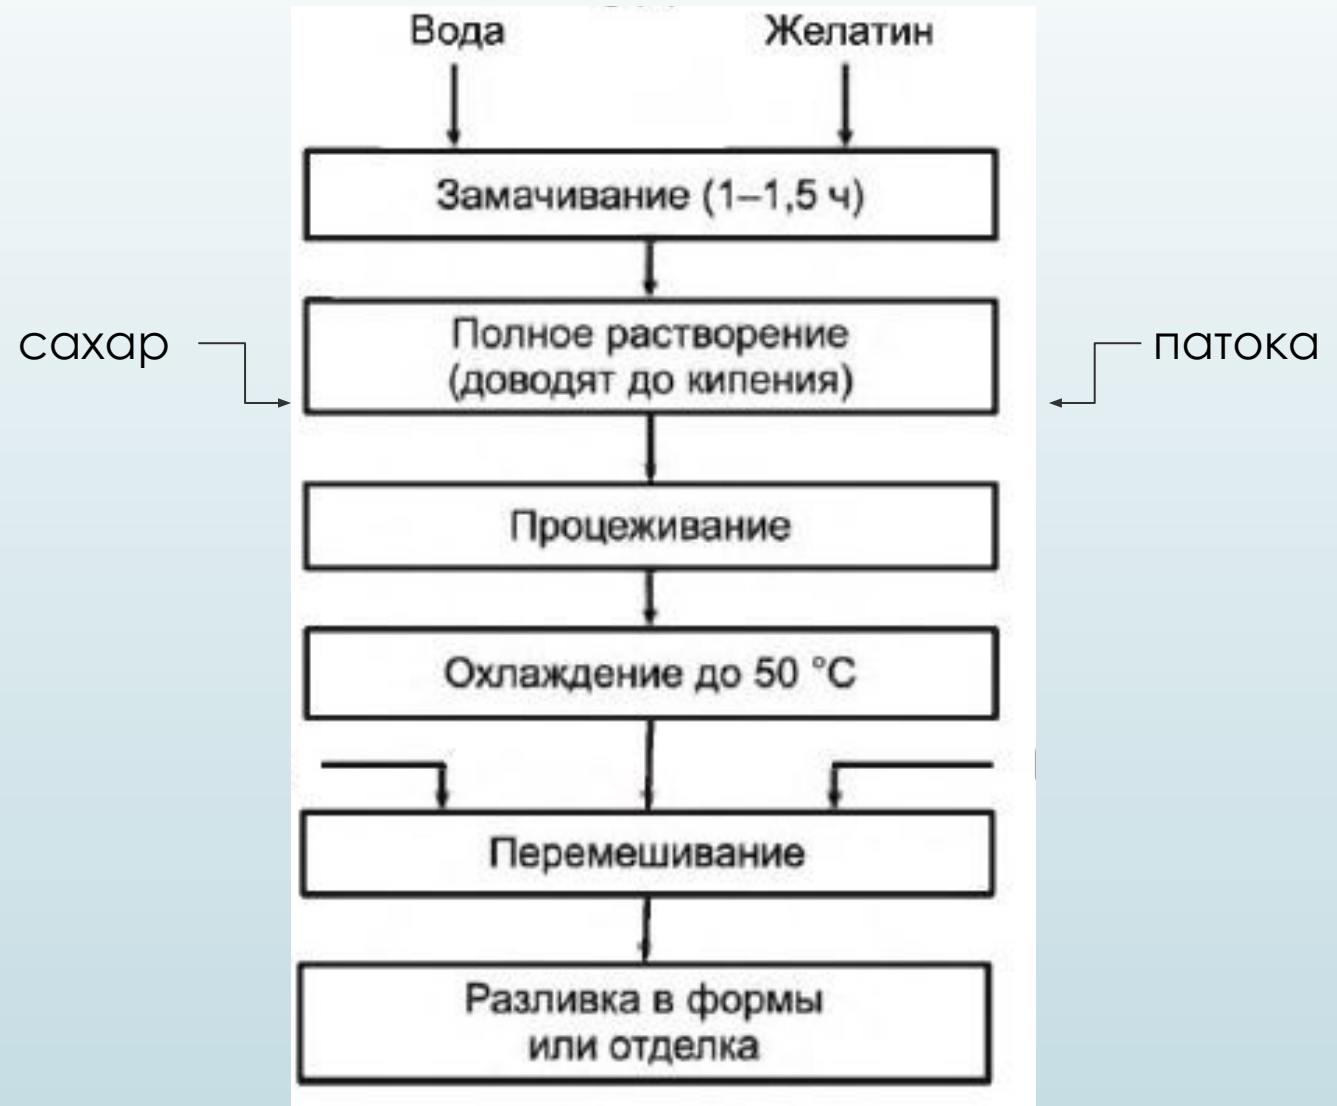 Вода
Желатин
Замачивание (1–1,5 ч)
сахар
Полное растворение
(доводят до кипения)
патока
Процеживание
Охлаждение до 50 °C
Перемешивание
Разливка в формы
или отделка